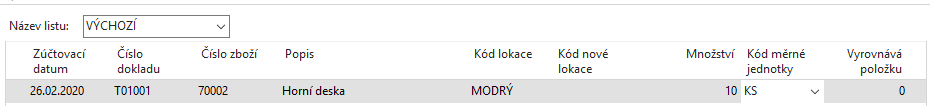 Název listu: VÝCHOZÍ
Zúčtovací datum Číslo dokladu Číslo zboží Popis Kód lokace Kód nové lokace Množství Kód měrné jednotky Vyrovnává položku
26.02.2020 T01001 70002 Horní deska MODRÝ 10 KS 0